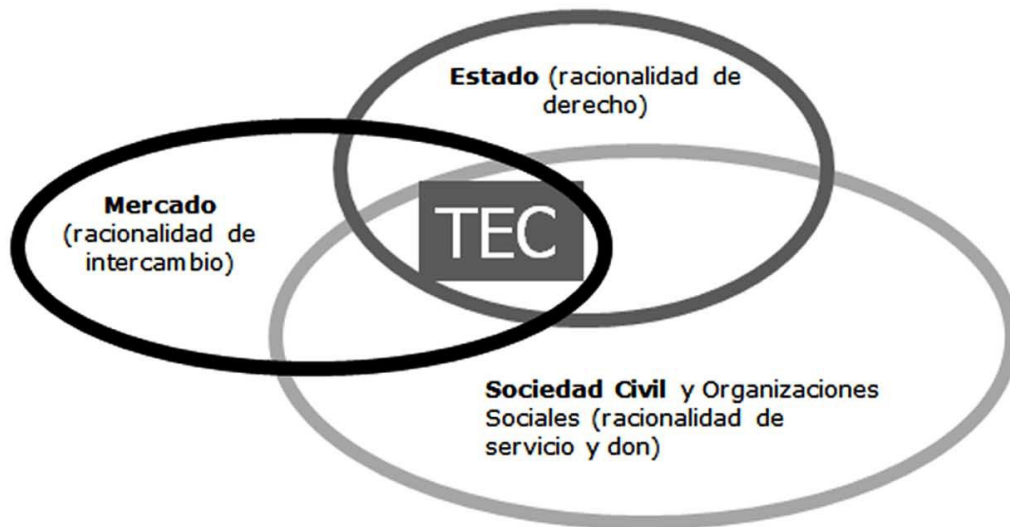 Estado (racionalidad de
derecho)
Mercado
(racionalidad de
intercambio)
TEC
Sociedad Civil y Organizaciones
Sociales (racionalidad de
servicio y don)